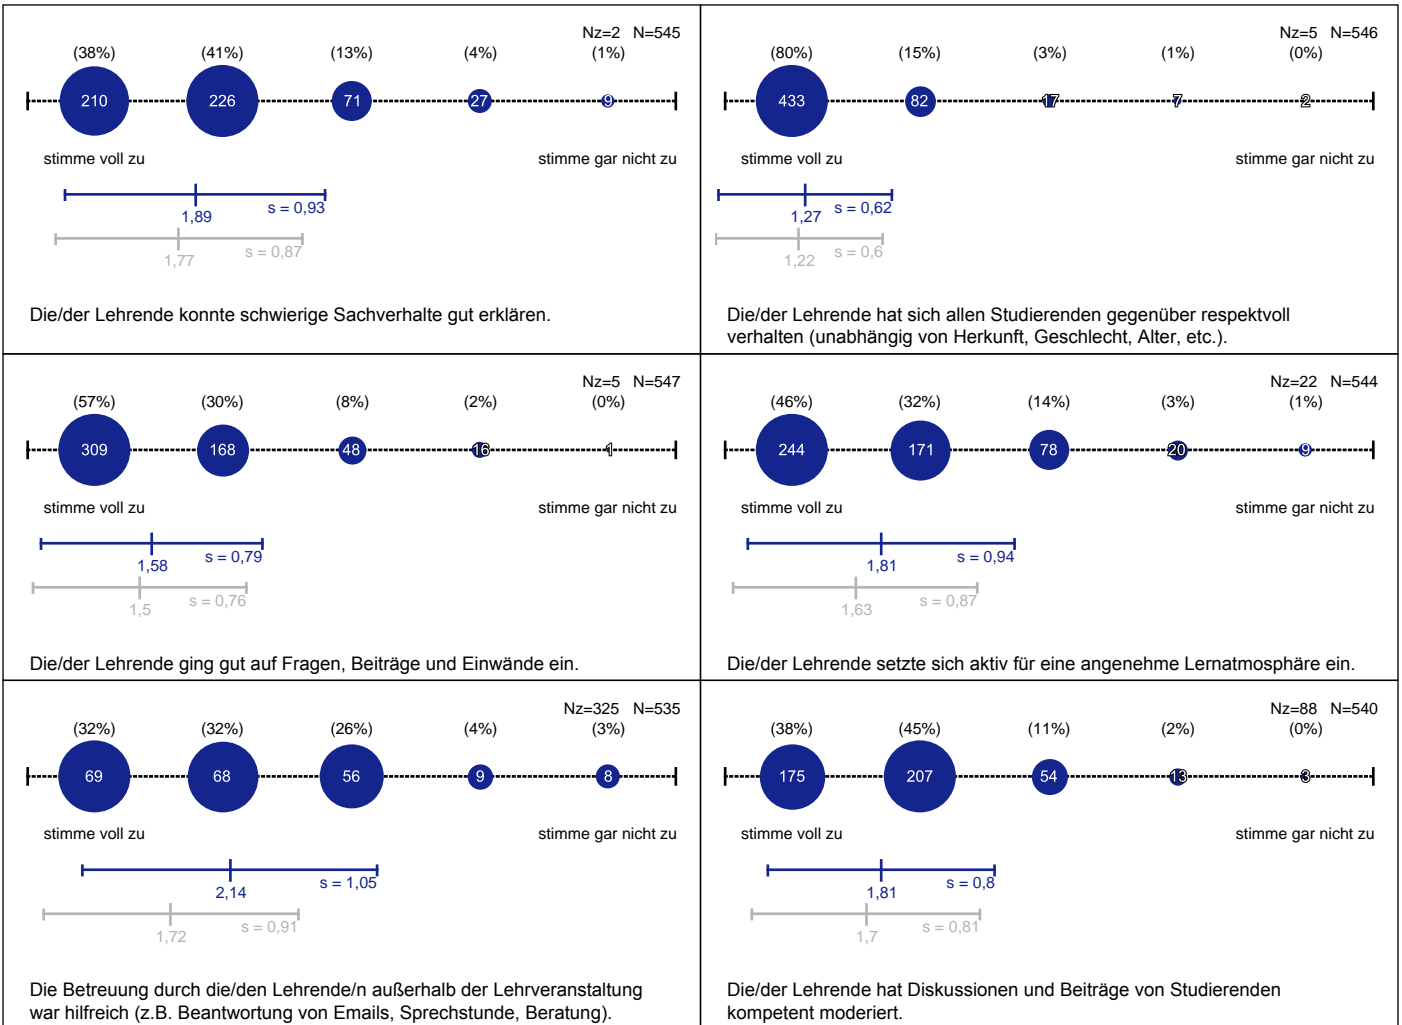 Nz=2 N=545
(38%) (41%) (13%) (4%) (1%)
210 226 71 27 9
stimme voll zu stimme gar nicht zu
1,89 s = 0,93
1,77 s = 0,87
Die/der Lehrende konnte schwierige Sachverhalte gut erklären.
Nz=5 N=546
(80%) (15%) (3%) (1%) (0%)
433 82 17 7 2
stimme voll zu stimme gar nicht zu
1,27 s = 0,62
1,22 s = 0,6
Die/der Lehrende hat sich allen Studierenden gegenüber respektvoll
verhalten (unabhängig von Herkunft, Geschlecht, Alter, etc.).
Nz=5 N=547
(57%) (30%) (8%) (2%) (0%)
309 168 48 16 1
stimme voll zu stimme gar nicht zu
1,58 s = 0,79
1,5 s = 0,76
Die/der Lehrende ging gut auf Fragen, Beiträge und Einwände ein.
Nz=22 N=544
(46%) (32%) (14%) (3%) (1%)
244 171 78 20 9
stimme voll zu stimme gar nicht zu
1,81 s = 0,94
1,63 s = 0,87
Die/der Lehrende setzte sich aktiv für eine angenehme Lernatmosphäre ein.
Nz=325 N=535
(32%) (32%) (26%) (4%) (3%)
69 68 56 9 8
stimme voll zu stimme gar nicht zu
2,14 s = 1,05
1,72 s = 0,91
Die Betreuung durch die/den Lehrende/n außerhalb der Lehrveranstaltung
war hilfreich (z.B. Beantwortung von Emails, Sprechstunde, Beratung).
Nz=88 N=540
(38%) (45%) (11%) (2%) (0%)
175 207 54 13 3
stimme voll zu stimme gar nicht zu
1,81 s = 0,8
1,7 s = 0,81
Die/der Lehrende hat Diskussionen und Beiträge von Studierenden
kompetent moderiert.